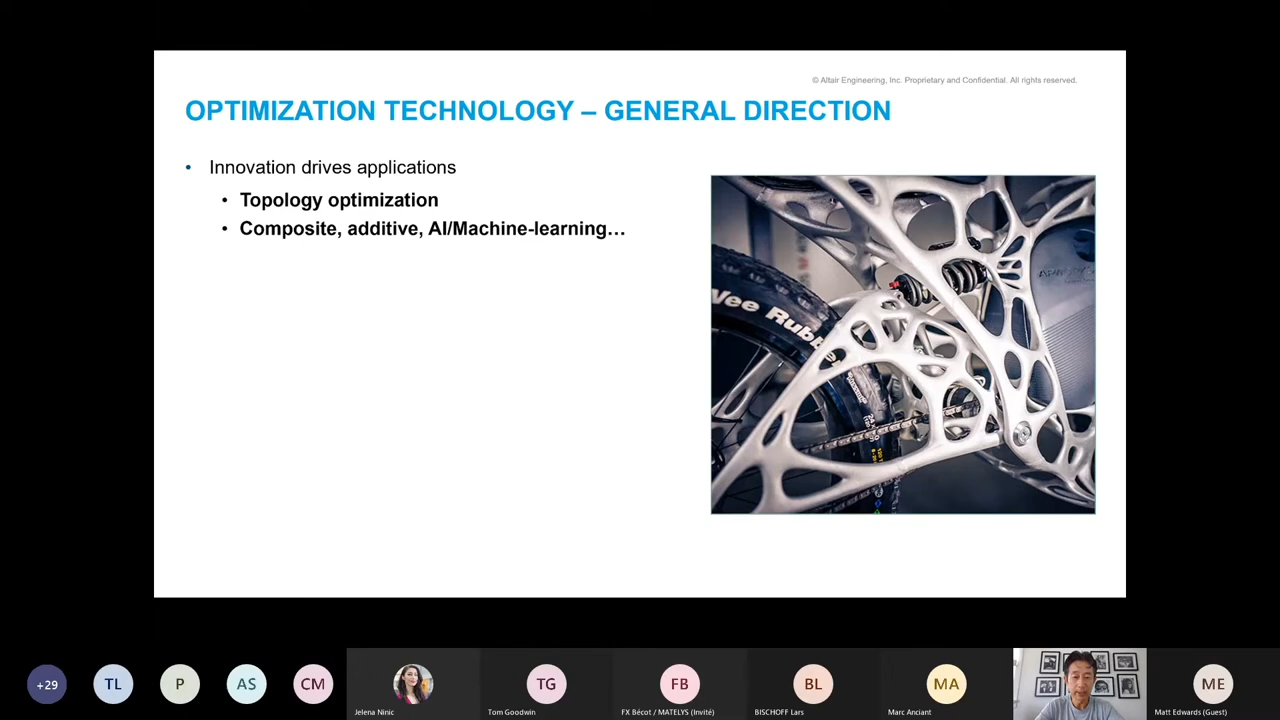 © Altair Engineering, Inc. Proprietary and Confidential. All rights reserved.
OPTIMIZATION TECHNOLOGY – GENERAL DIRECTION
• Innovation drives applications
• Topology optimization
• Composite, additive, AI/Machine-learning…
Vee Rubber
+29
TL
P
AS
CM
Jelena Ninic
TG
Tom Goodwin
FB
FX Bécot / MATELYS (Invité)
BL
BISCHOFF Lars
MA
Marc Anciant
ME
Matt Edwards (Guest)